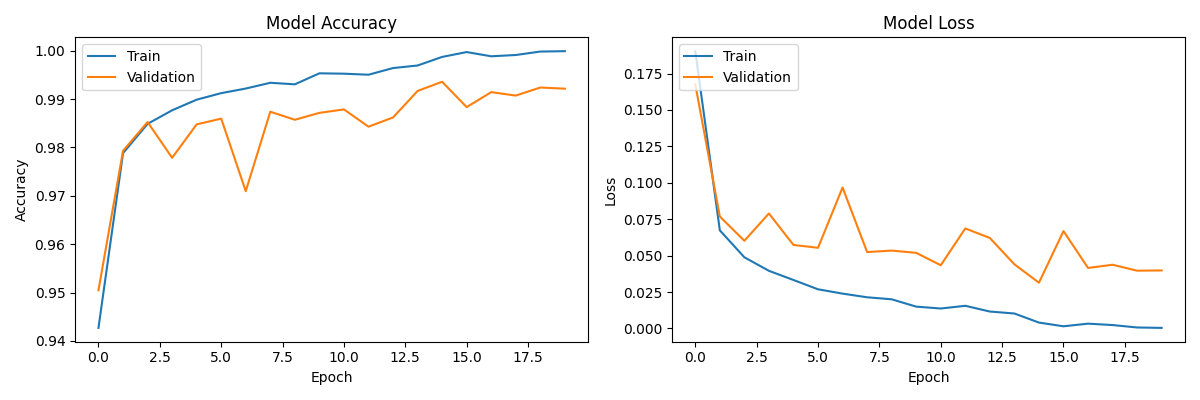 Model Accuracy
Train
Validation
1.00
0.99
0.98
0.97
0.96
0.95
0.94
Accuracy
0.0 2.5 5.0 7.5 10.0 12.5 15.0 17.5
Epoch
Model Loss
Train
Validation
0.175
0.150
0.125
0.100
0.075
0.050
0.025
0.000
Loss
0.0 2.5 5.0 7.5 10.0 12.5 15.0 17.5
Epoch